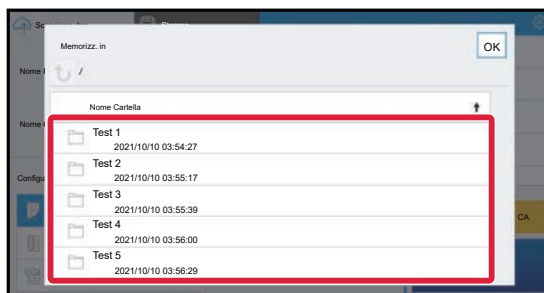 Memorizz. in
OK
/
Nome Cartella
Test 1
2021/10/10 03:54:27
Test 2
2021/10/10 03:55:17
Test 3
2021/10/10 03:55:39
Test 4
2021/10/10 03:56:00
Test 5
2021/10/10 03:56:29
Nome
Nome
Configu
CA